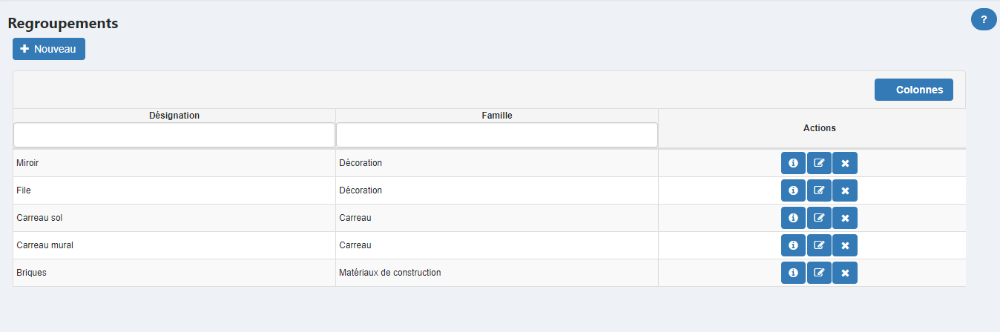 Regroupements
?
Nouveau
Colonnes
Désignation Famille Actions
Miroir Décoration
File Décoration
Carreau sol Carreau
Carreau mural Carreau
Briques Matériaux de construction